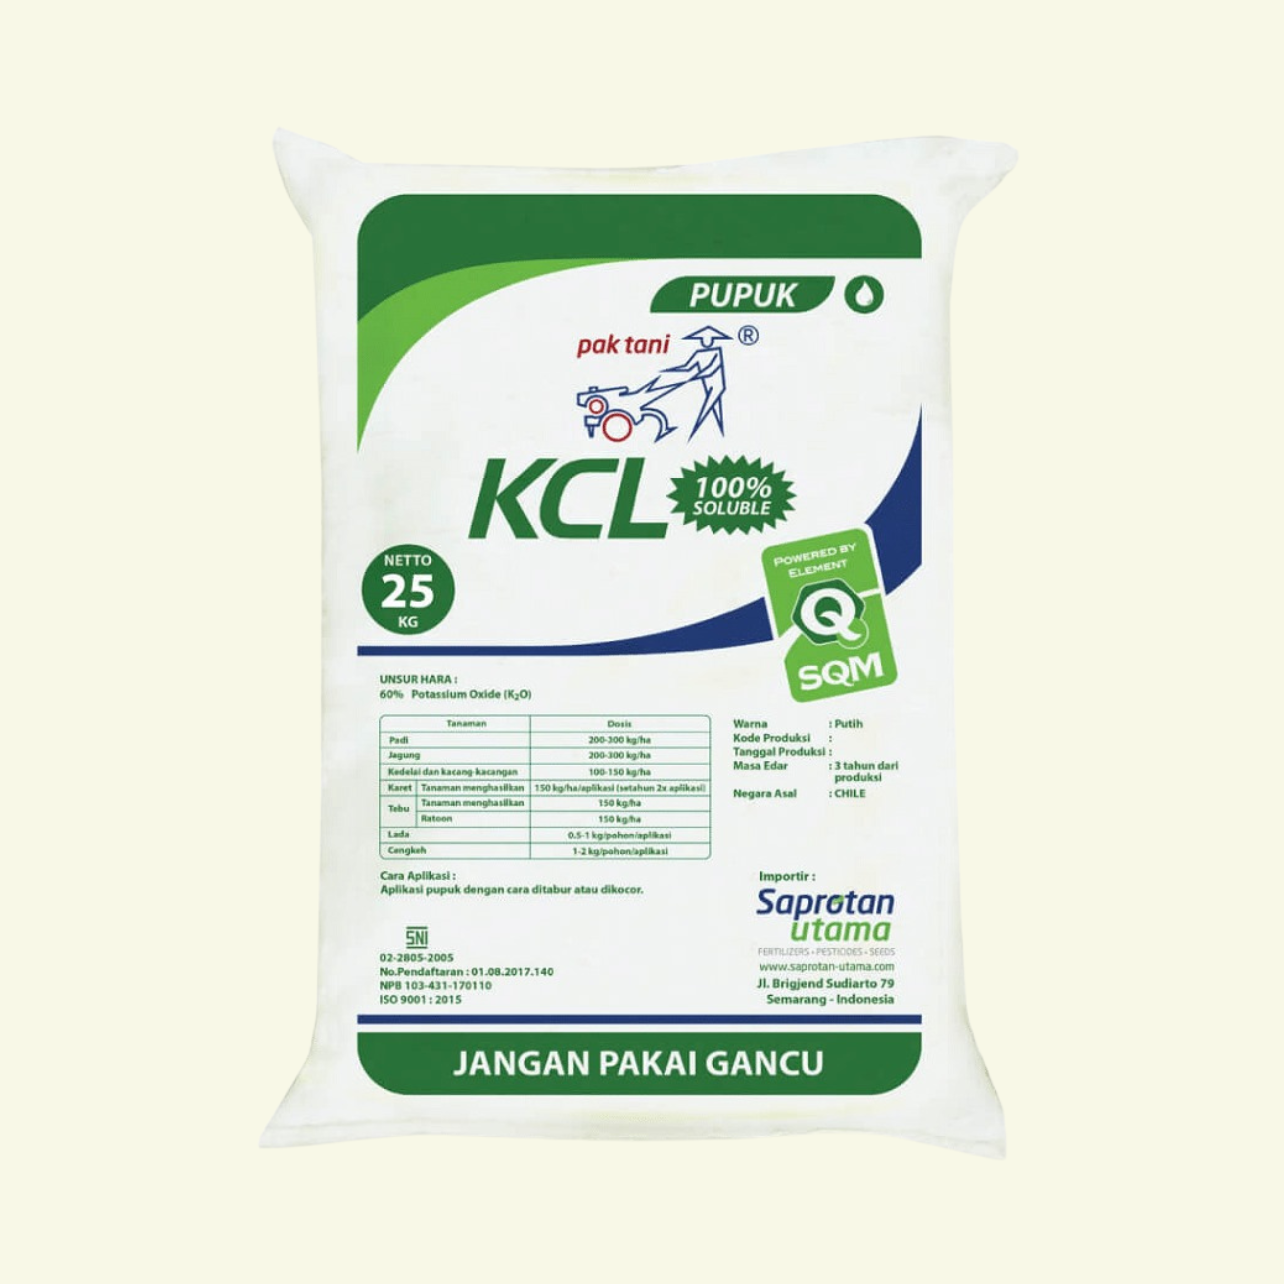 PUPUK
pak tani ®
KCL
100%
SOLUBLE
NETTO
25
KG
POWERED BY
ELEMENT
Q
SQM
UNSUR HARA :
60% Potassium Oxide (K₂O)
Tanaman Dosis
Padi 200-300 kg/ha
Jagung 200-300 kg/ha
Kedelai dan kacang-kacangan 100-150 kg/ha
Karet Tanaman menghasilkan 150 kg/ha/aplikasi (setahun 2x aplikasi)
Tebu Tanaman menghasilkan 150 kg/ha
Ratoon 150 kg/ha
Lada 0.5-1 kg/pohon/aplikasi
Cengkeh 1-2 kg/pohon/aplikasi
Warna : Putih
Kode Produksi :
Tanggal Produksi :
Masa Edar : 3 tahun dari
produksi
Negara Asal : CHILE
Cara Aplikasi :
Aplikasi pupuk dengan cara ditabur atau dikocor.
SNI
02-2805-2005
No.Pendaftaran : 01.08.2017.140
NPB 103-431-170110
ISO 9001 : 2015
Importir :
Saprotan
utama
FERTILIZERS • PESTICIDES • SEEDS
www.saprotan-utama.com
Jl. Brigjend Sudiarto 79
Semarang - Indonesia
JANGAN PAKAI GANCU